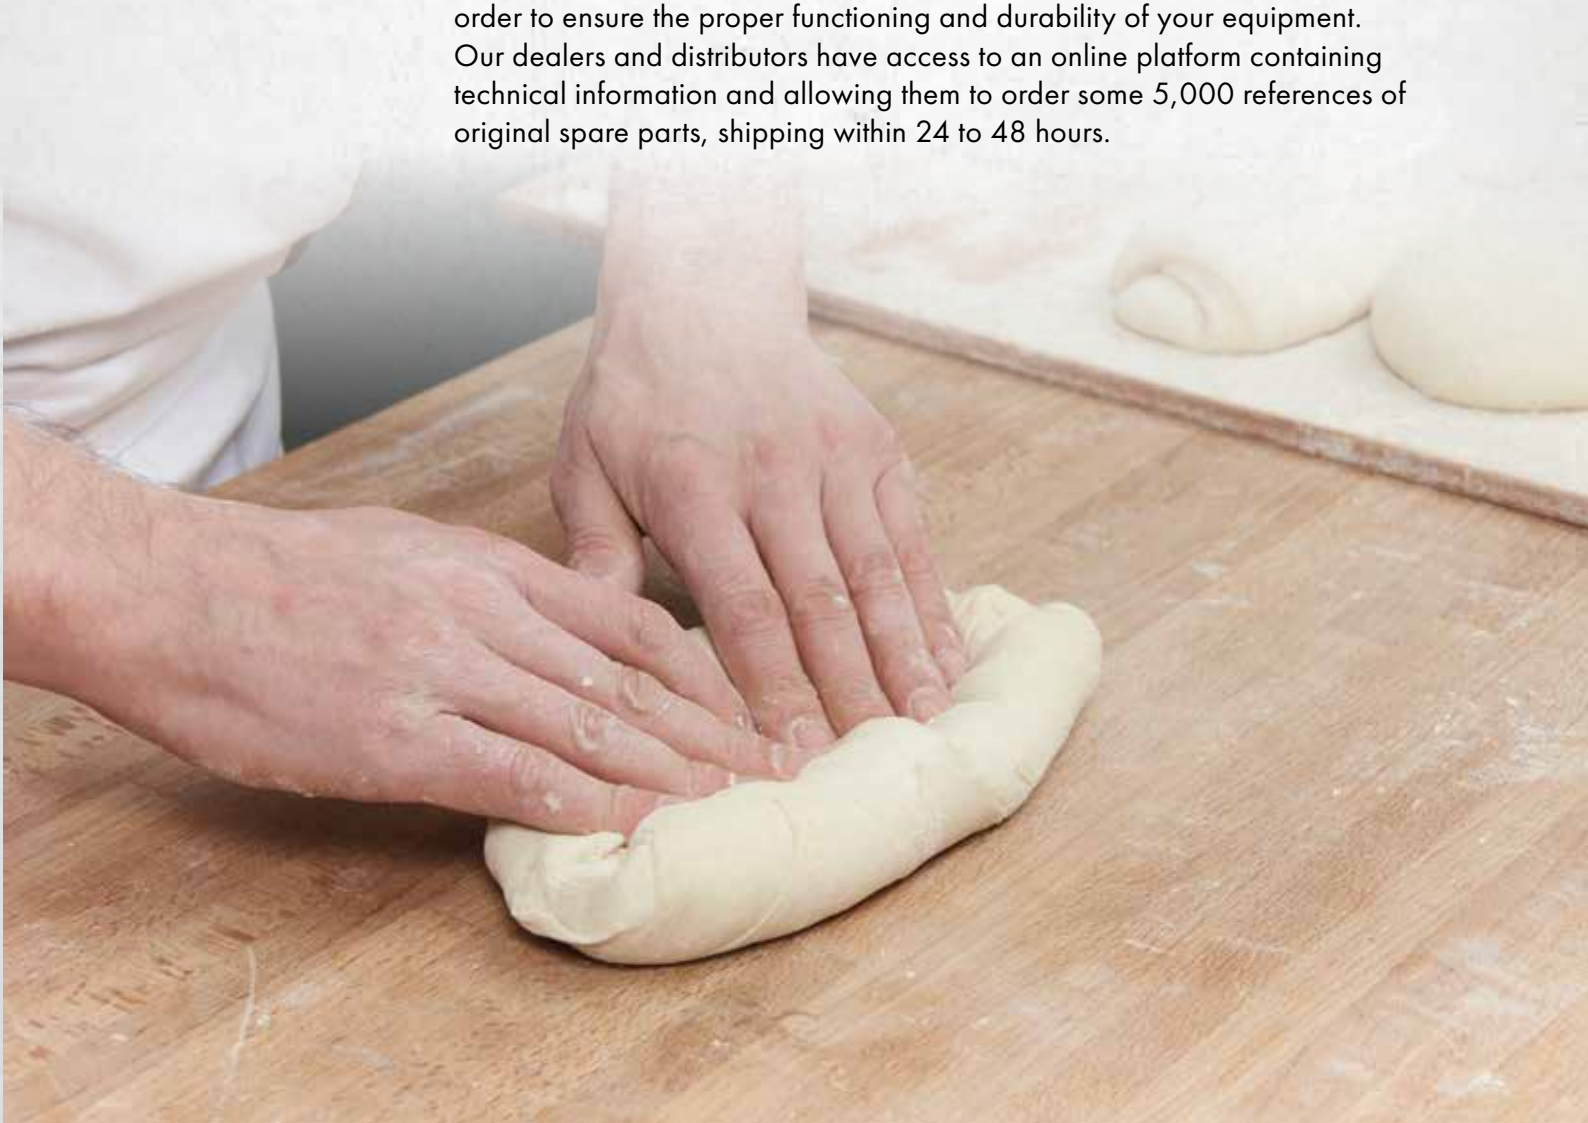 order to ensure the proper functioning and durability of your equipment.
Our dealers and distributors have access to an online platform containing
technical information and allowing them to order some 5,000 references of
original spare parts, shipping within 24 to 48 hours.